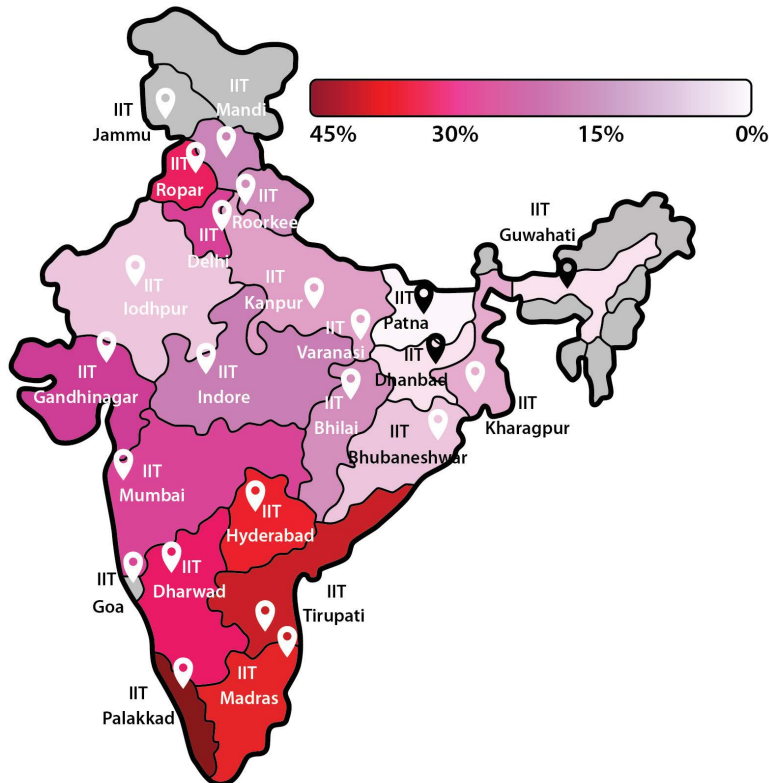 IIT
Jammu
IIT
Mandi
45%
30%
15%
0%
IIT
Ropar
IIT
Roorkee
IIT
Delhi
IIT
Guwahati
IIT
Iodhpur
IIT
Kanpur
IIT
Varanasi
IIT
Patna
IIT
Dhanbad
IIT
Kharagpur
IIT
Gandhinagar
IIT
Indore
IIT
Bhilai
IIT
Bhubaneshwar
IIT
Mumbai
IIT
Hyderabad
IIT
Goa
IIT
Dharwad
IIT
Tirupati
IIT
Palakkad
IIT
Madras